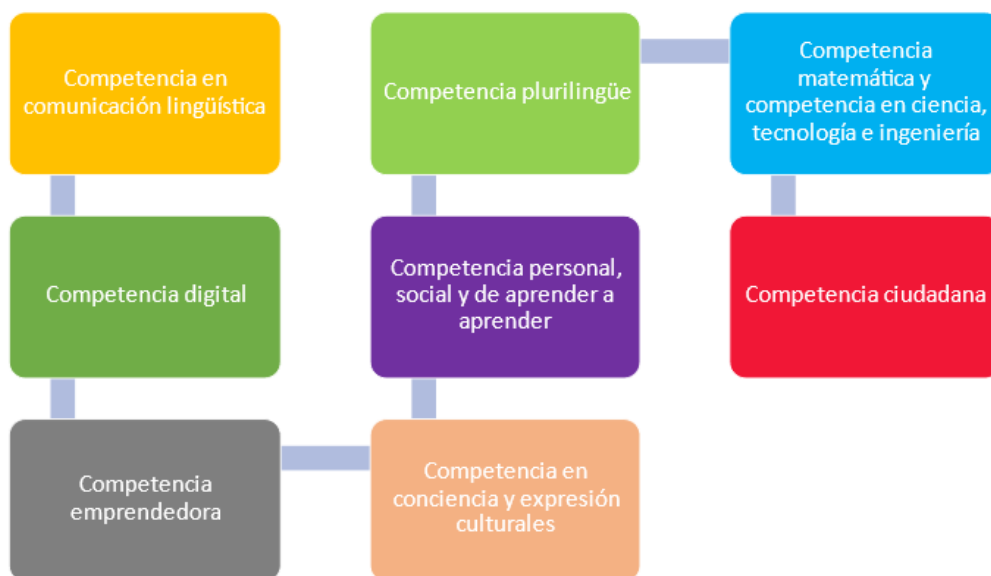 Competencia en
comunicación lingüística
Competencia digital
Competencia
emprendedora
Competencia en
conciencia y expresión
culturales
Competencia personal,
social y de aprender a
aprender
Competencia plurilingüe
Competencia
matemática y
competencia en ciencia,
tecnología e ingeniería
Competencia ciudadana